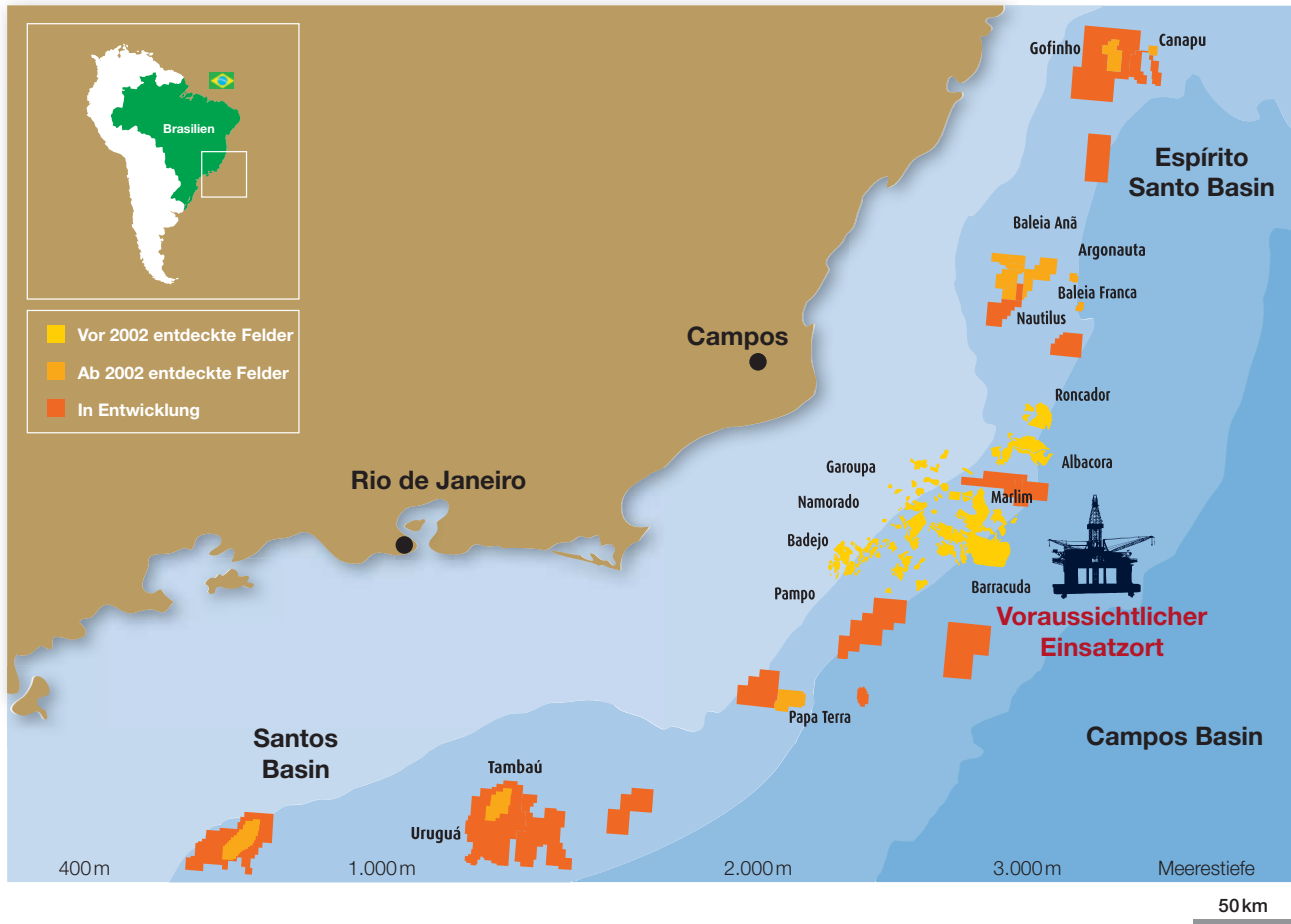 Brasilien
Vor 2002 entdeckte Felder
Ab 2002 entdeckte Felder
In Entwicklung
Gofinho
Canapu
Espírito
Santo Basin
Baleia Anã
Argonauta
Baleia Franca
Nautilus
Campos
Roncador
Albacora
Garoupa
Marlim
Namorado
Badejo
Pampo
Barracuda
Rio de Janeiro
Voraussichtlicher
Einsatzort
Papa Terra
Campos Basin
Santos
Basin
Tambaú
Uruguá
400 m
1.000 m
2.000 m
3.000 m
Meerestiefe
50 km